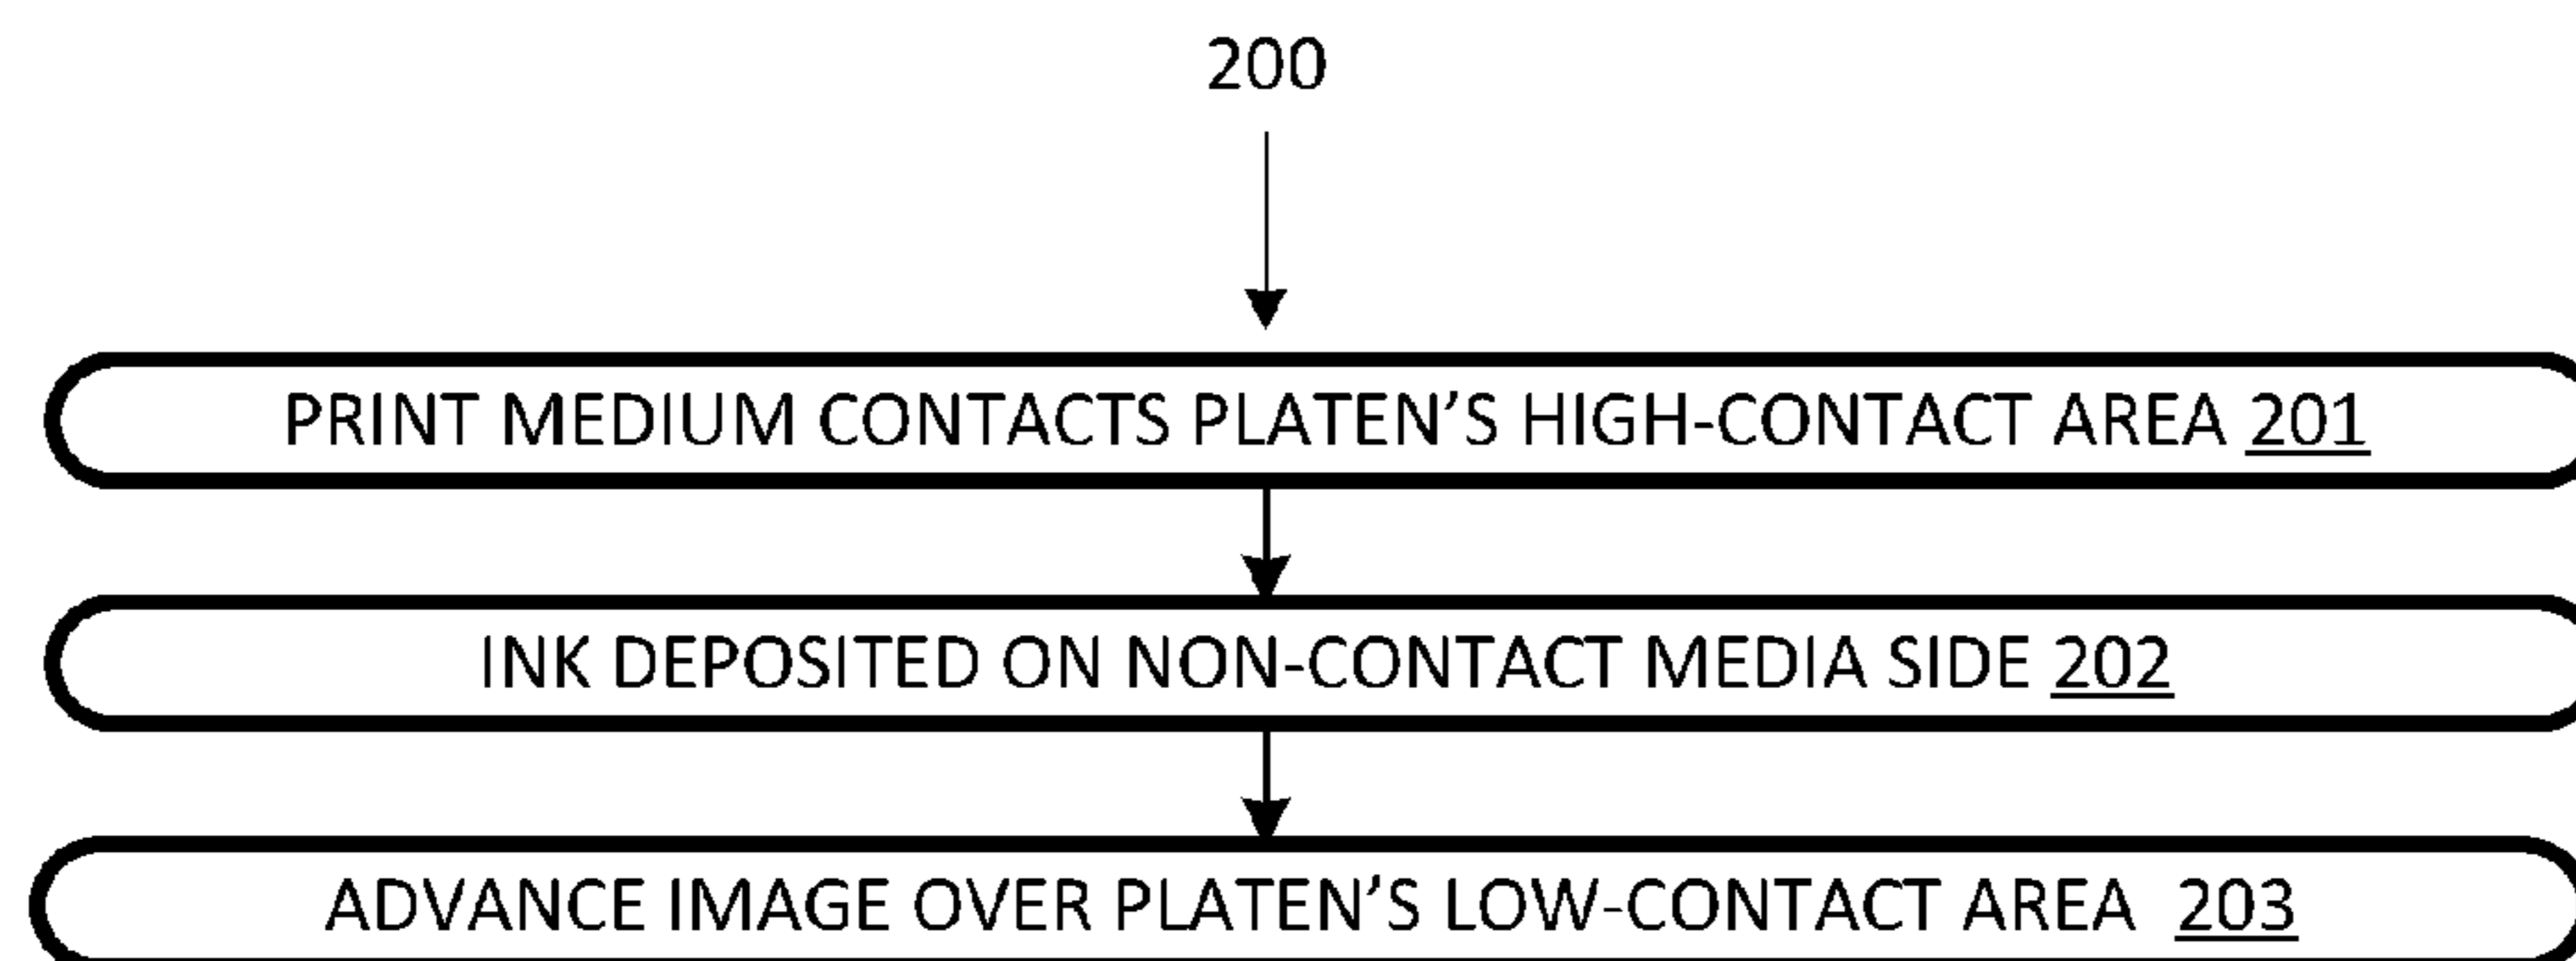 200
PRINT MEDIUM CONTACTS PLATEN’S HIGH-CONTACT AREA 201
INK DEPOSITED ON NON-CONTACT MEDIA SIDE 202
ADVANCE IMAGE OVER PLATEN’S LOW-CONTACT AREA 203